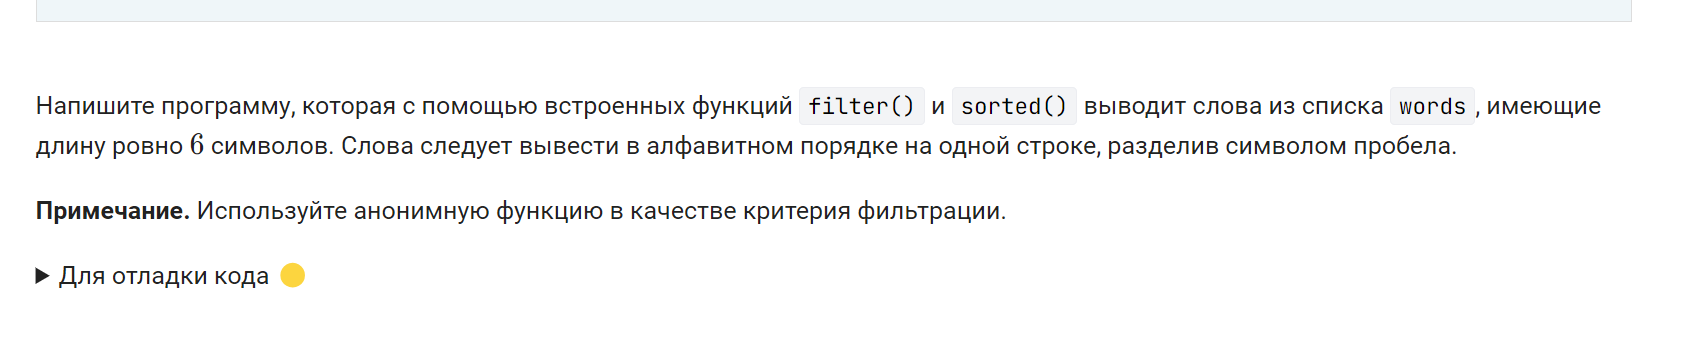 Напишите программу, которая с помощью встроенных функций filter() и sorted() выводит слова из списка words, имеющие
длину ровно 6 символов. Слова следует вывести в алфавитном порядке на одной строке, разделив символом пробела.
Примечание. Используйте анонимную функцию в качестве критерия фильтрации.
Для отладки кода